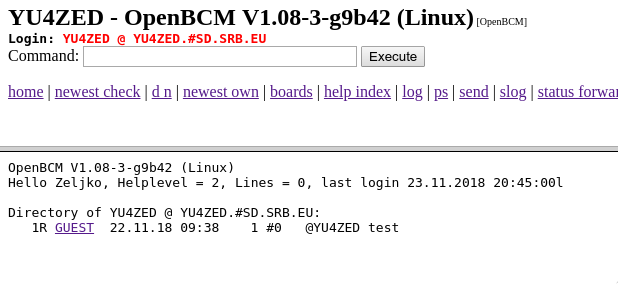 YU4ZED - OpenBCM V1.08-3-g9b42 (Linux) [OpenBCM]
Login: YU4ZED @ YU4ZED.#SD.SRB.EU
Command: Execute
home | newest check | d n | newest own | boards | help index | log | ps | send | slog | status forwar
OpenBCM V1.08-3-g9b42 (Linux)
Hello Zeljko, Helplevel = 2, Lines = 0, last login 23.11.2018 20:45:00l
Directory of YU4ZED @ YU4ZED.#SD.SRB.EU:
1R GUEST 22.11.18 09:38 1 #0 @YU4ZED test